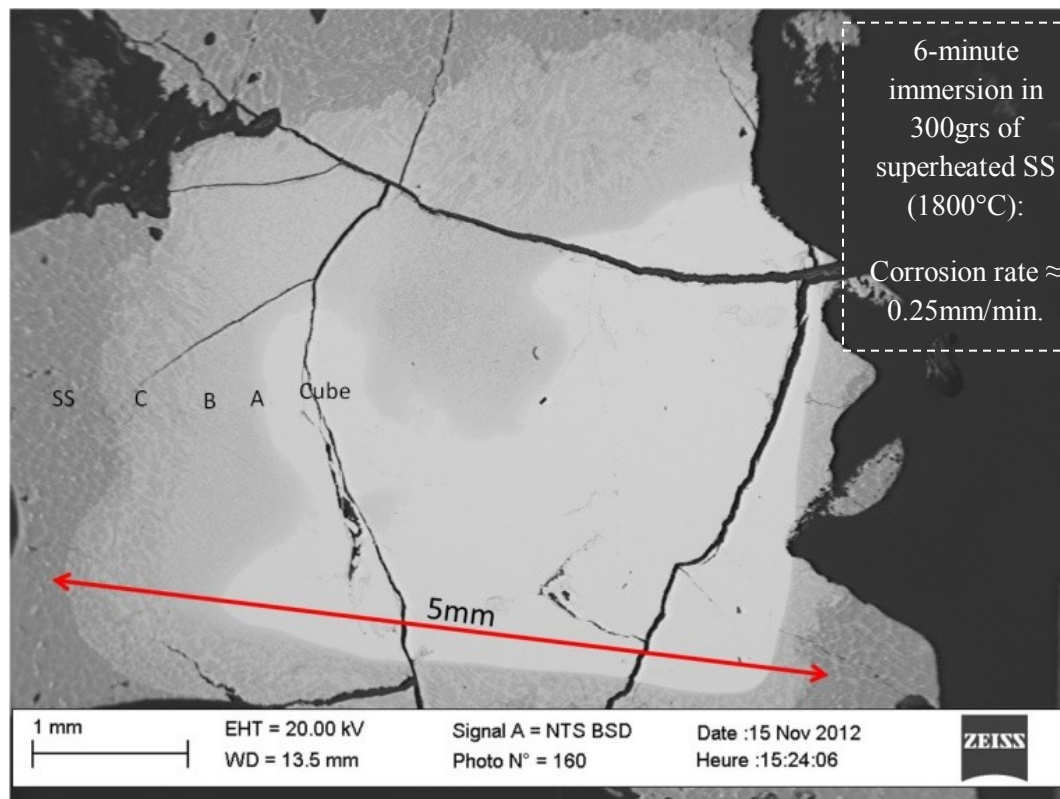 6-minute
immersion in
300grs of
superheated SS
(1800°C):
Corrosion rate ≈
0.25mm/min.
SS C B A Cube
5mm
1 mm
EHT = 20.00 kV
Signal A = NTS BSD
Date :15 Nov 2012
WD = 13.5 mm
Photo N° = 160
Heure :15:24:06
ZEISS